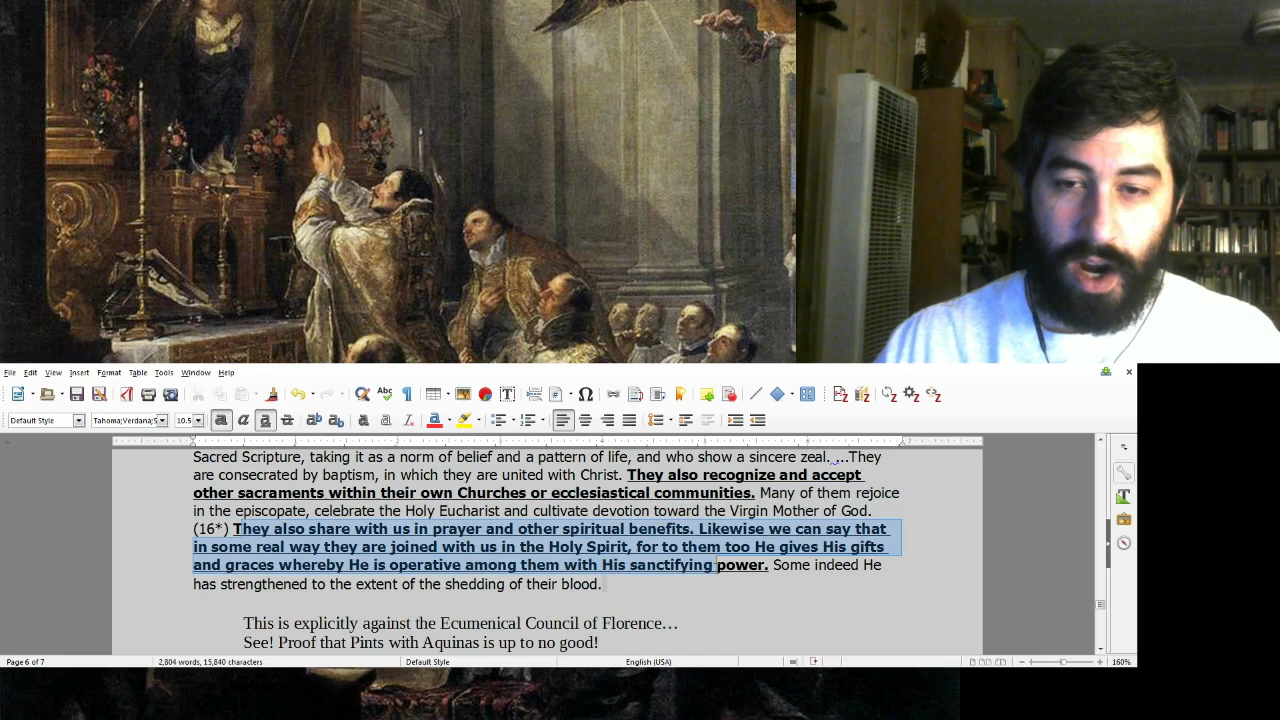 File Edit View Insert Format Table Tools Window Help
Default Style Tahoma;Verdana;S 10.5
Sacred Scripture, taking it as a norm of belief and a pattern of life, and who show a sincere zeal. ...They
are consecrated by baptism, in which they are united with Christ. They also recognize and accept
other sacraments within their own Churches or ecclesiastical communities. Many of them rejoice
in the episcopate, celebrate the Holy Eucharist and cultivate devotion toward the Virgin Mother of God.
(16*) They also share with us in prayer and other spiritual benefits. Likewise we can say that
in some real way they are joined with us in the Holy Spirit, for to them too He gives His gifts
and graces whereby He is operative among them with His sanctifying power. Some indeed He
has strengthened to the extent of the shedding of their blood.
This is explicitly against the Ecumenical Council of Florence…
See! Proof that Pints with Aquinas is up to no good!
Page 6 of 7 2,804 words, 15,840 characters Default Style English (USA) 160%